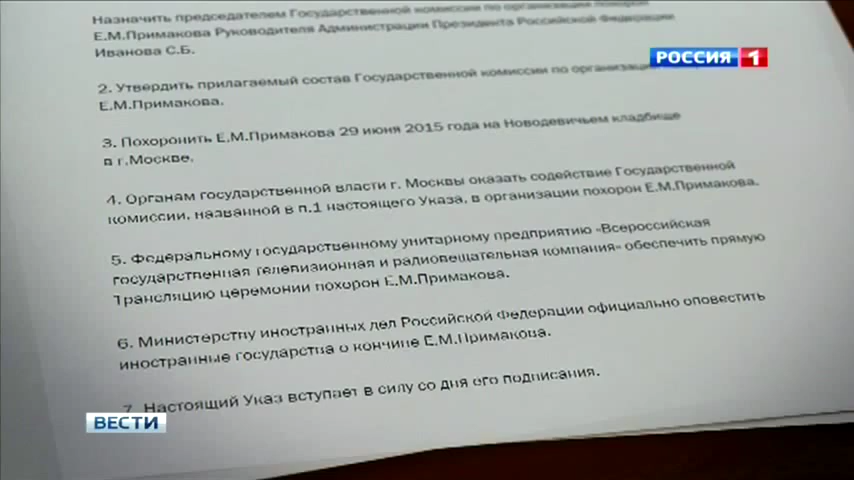 Назначить председателем Государственной комиссии по организации похорон
Е.М.Примакова Руководителя Администрации Президента Российской Федерации
Иванова С.Б.
РОССИЯ 1
2. Утвердить прилагаемый состав Государственной комиссии по организации
Е.М.Примакова.
3. Похоронить Е.М.Примакова 29 июня 2015 года на Новодевичьем кладбище
в г.Москве.
4. Органам государственной власти г. Москвы оказать содействие Государственной
комиссии, названной в п.1 настоящего Указа, в организации похорон Е.М.Примакова.
5. Федеральному государственному унитарному предприятию «Всероссийская
государственная телевизионная и радиовещательная компания» обеспечить прямую
трансляцию церемонии похорон Е.М.Примакова.
6. Министерству иностранных дел Российской Федерации официально оповестить
иностранные государства о кончине Е.М.Примакова.
7. Настоящий Указ вступает в силу со дня его подписания.
ВЕСТИ